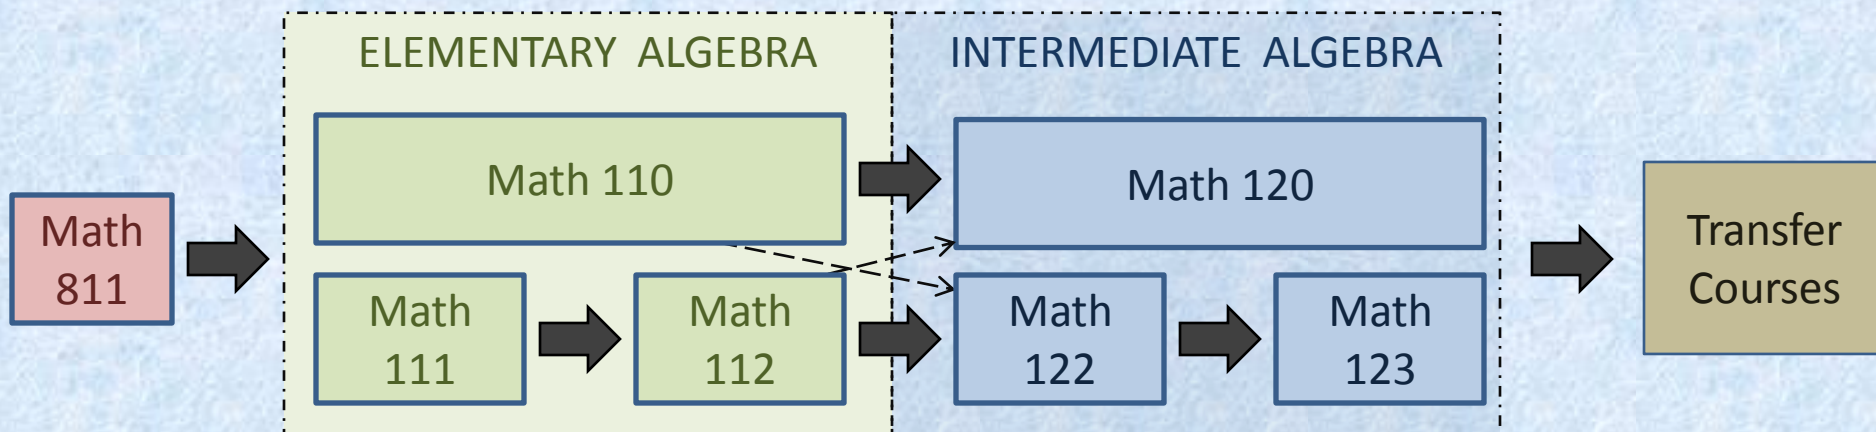 ELEMENTARY ALGEBRA
INTERMEDIATE ALGEBRA
Math 110
Math 120
Math
811
Math
111
Math
112
Math
122
Math
123
Transfer
Courses